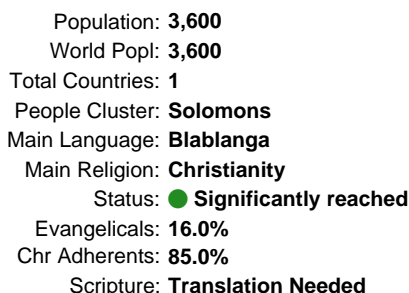 Population: 3,600
World Popl: 3,600
Total Countries: 1
People Cluster: Solomons
Main Language: Blablanga
Main Religion: Christianity
Status: Significantly reached
Evangelicals: 16.0%
Chr Adherents: 85.0%
Scripture: Translation Needed